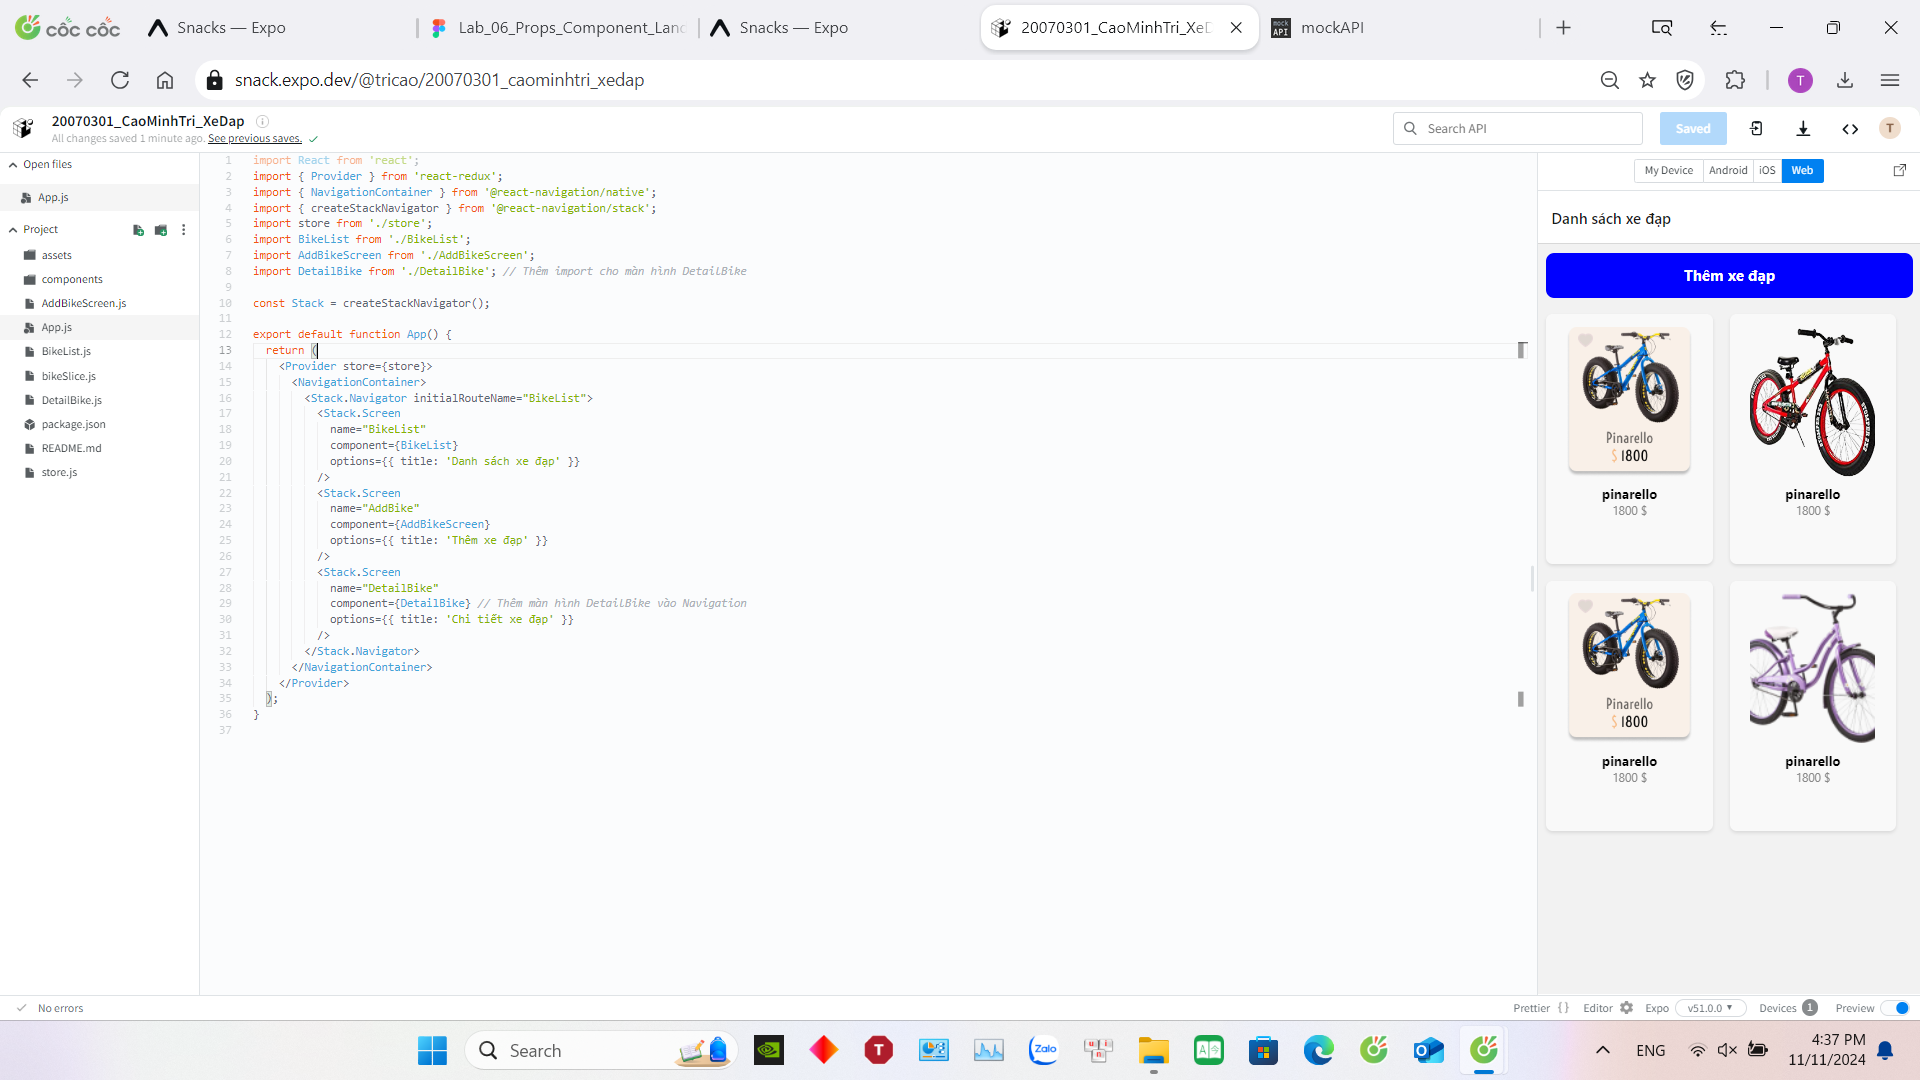 cốc cốc
Snacks — Expo
Lab_06_Props_Component_Lanc
Snacks — Expo
20070301_CaoMinhTri_XeD
mockAPI
snack.expo.dev/@tricao/20070301_caominhtri_xedap
T
20070301_CaoMinhTri_XeDap
All changes saved 1 minute ago. See previous saves.
Search API
Saved
T
Open files
App.js
Project
assets
components
AddBikeScreen.js
App.js
BikeList.js
bikeSlice.js
DetailBike.js
package.json
README.md
store.js
1 import React from 'react';
2 import { Provider } from 'react-redux';
3 import { NavigationContainer } from '@react-navigation/native';
4 import { createStackNavigator } from '@react-navigation/stack';
5 import store from './store';
6 import BikeList from './BikeList';
7 import AddBikeScreen from './AddBikeScreen';
8 import DetailBike from './DetailBike'; // Thêm import cho màn hình DetailBike
9
10 const Stack = createStackNavigator();
11
12 export default function App() {
13 return (
14 <Provider store={store}>
15 <NavigationContainer>
16 <Stack.Navigator initialRouteName="BikeList">
17 <Stack.Screen
18 name="BikeList"
19 component={BikeList}
20 options={{ title: 'Danh sách xe đạp' }}
21 />
22 <Stack.Screen
23 name="AddBike"
24 component={AddBikeScreen}
25 options={{ title: 'Thêm xe đạp' }}
26 />
27 <Stack.Screen
28 name="DetailBike"
29 component={DetailBike} // Thêm màn hình DetailBike vào Navigation
30 options={{ title: 'Chi tiết xe đạp' }}
31 />
32 </Stack.Navigator>
33 </NavigationContainer>
34 </Provider>
35 );
36 }
37
My Device Android iOS Web
Danh sách xe đạp
Thêm xe đạp
Pinarello
$ 1800
pinarello
1800 $
pinarello
1800 $
Pinarello
$ 1800
pinarello
1800 $
pinarello
1800 $
No errors
Prettier { } Editor Expo v51.0.0 Devices 1 Preview
Search
T
Zalo
ENG
4:37 PM
11/11/2024